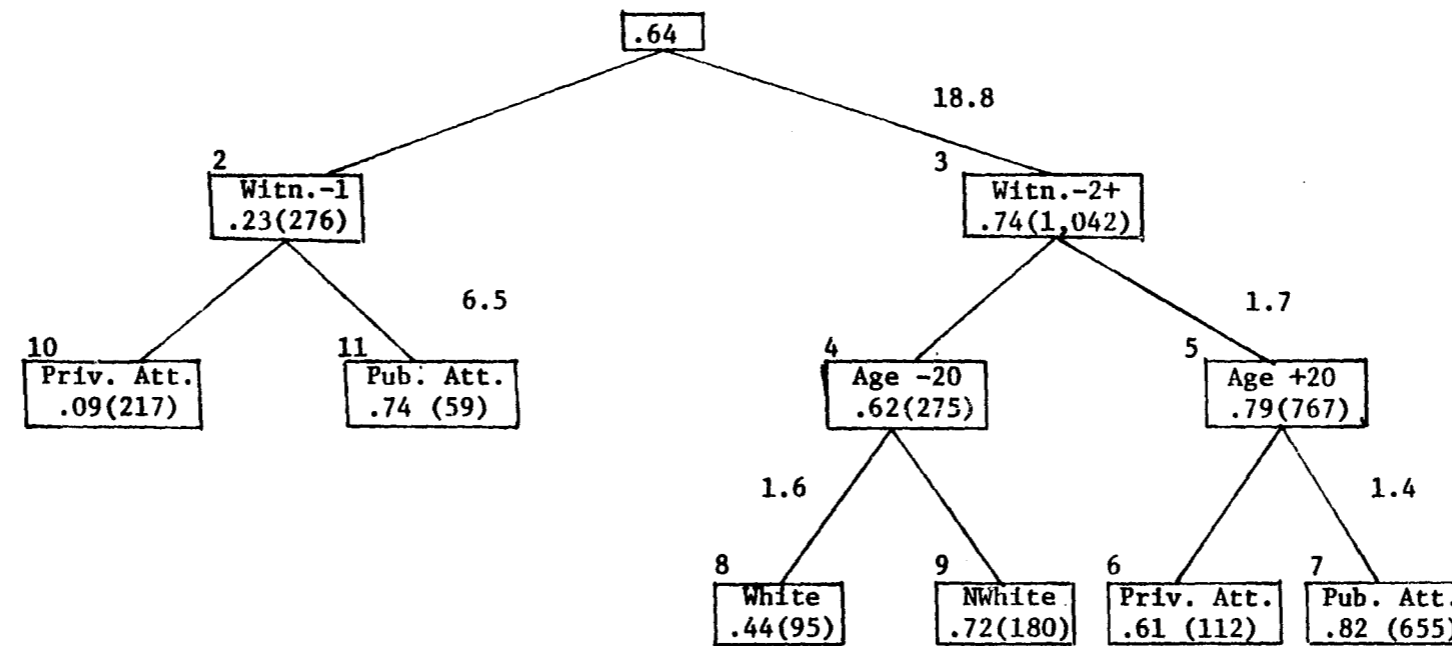 .64
18.8
2
Witn.-1
.23(276)
3
Witn.-2+
.74(1,042)
6.5
1.7
10
Priv. Att.
.09(217)
11
Pub. Att.
.74 (59)
4
Age -20
.62(275)
5
Age +20
.79(767)
1.6
1.4
8
White
.44(95)
9
NWhite
.72(180)
6
Priv. Att.
.61 (112)
7
Pub. Att.
.82 (655)